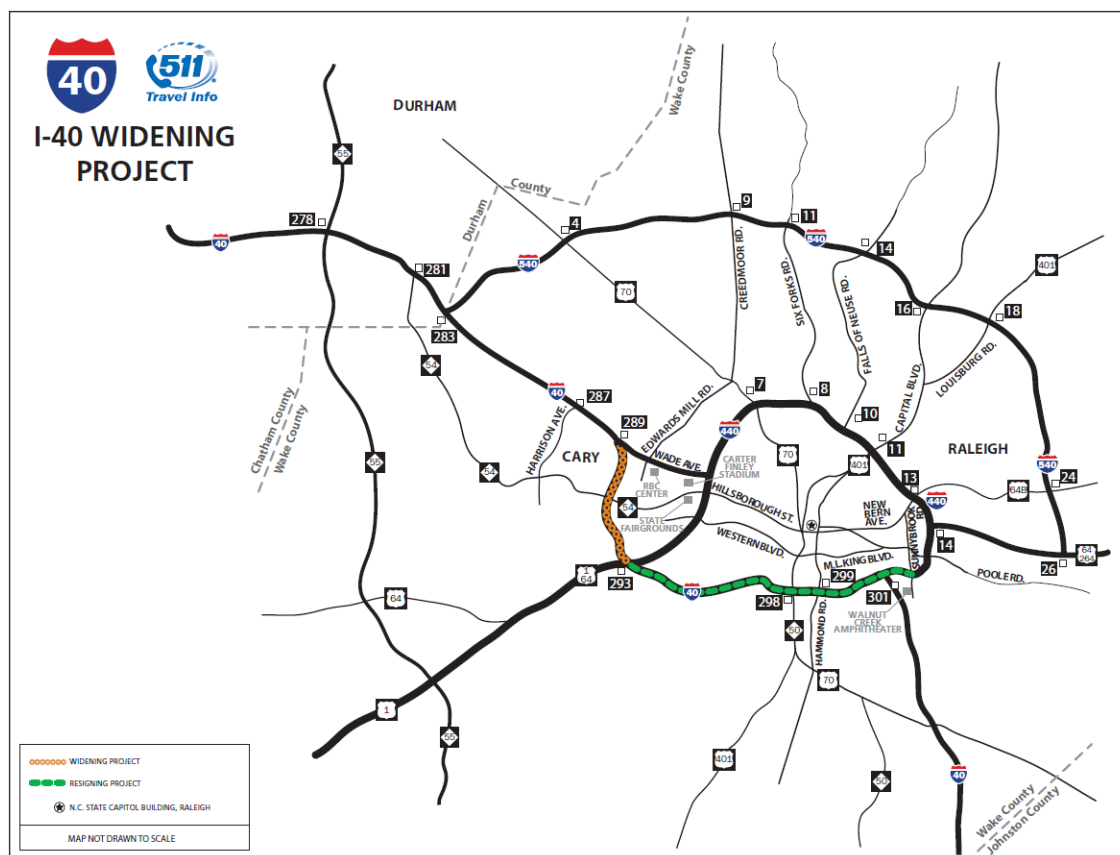 40
511
Travel Info
I-40 WIDENING
PROJECT
DURHAM
Wake County
County
Durham
55
278
40
281
283
540
4
9
11
540
14
401
16
18
70
CREEDMOOR RD.
SIX FORKS RD.
FALLS OF NEUSE RD.
CAPITAL BLVD.
LOUISBURG RD.
54
Chatham County
Wake County
40
287
HARRISON AVE.
289
EDWARDS MILL RD.
7
8
10
11
440
CARY
WADE AVE.
RBC
CENTER
CARTER
FINLEY
STADIUM
STATE
FAIRGROUNDS
70
401
RALEIGH
13
440
64B
540
24
55
54
54
HILLSBOROUGH ST.
NEW
BERN
AVE.
SUNNYBROOK
RD.
WESTERN BLVD.
M.L.KING BLVD.
14
64
264
26
POOLE RD.
1
64
293
40
298
299
301
HAMMOND RD.
WALNUT
CREEK
AMPHITHEATER
64
50
70
1
55
401
50
40
Wake County
Johnston County
WIDENING PROJECT
RESIGNING PROJECT
N.C. STATE CAPITOL BUILDING, RALEIGH
MAP NOT DRAWN TO SCALE